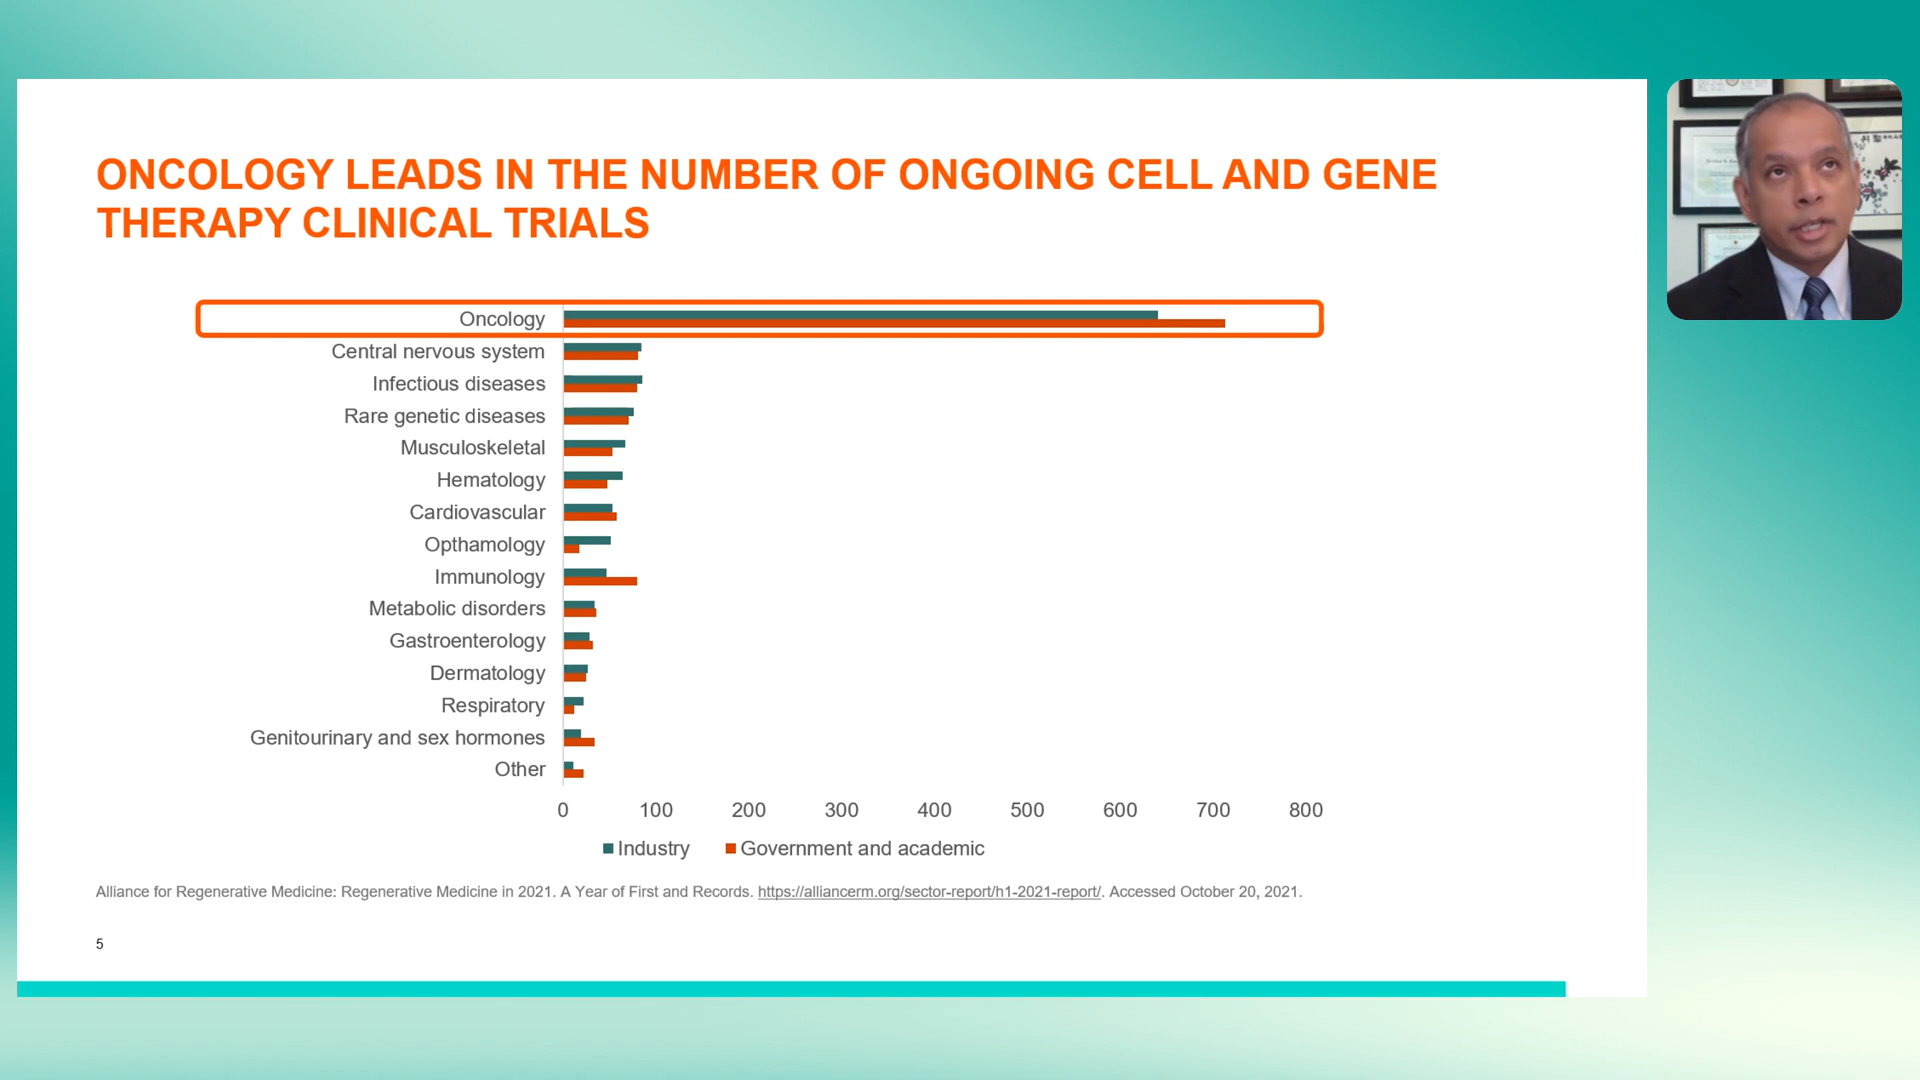 ONCOLOGY LEADS IN THE NUMBER OF ONGOING CELL AND GENE
THERAPY CLINICAL TRIALS
Oncology
Central nervous system
Infectious diseases
Rare genetic diseases
Musculoskeletal
Hematology
Cardiovascular
Opthamology
Immunology
Metabolic disorders
Gastroenterology
Dermatology
Respiratory
Genitourinary and sex hormones
Other
0 100 200 300 400 500 600 700 800
Industry Government and academic
Alliance for Regenerative Medicine: Regenerative Medicine in 2021. A Year of First and Records. https://alliancerm.org/sector-report/h1-2021-report/. Accessed October 20, 2021.
5